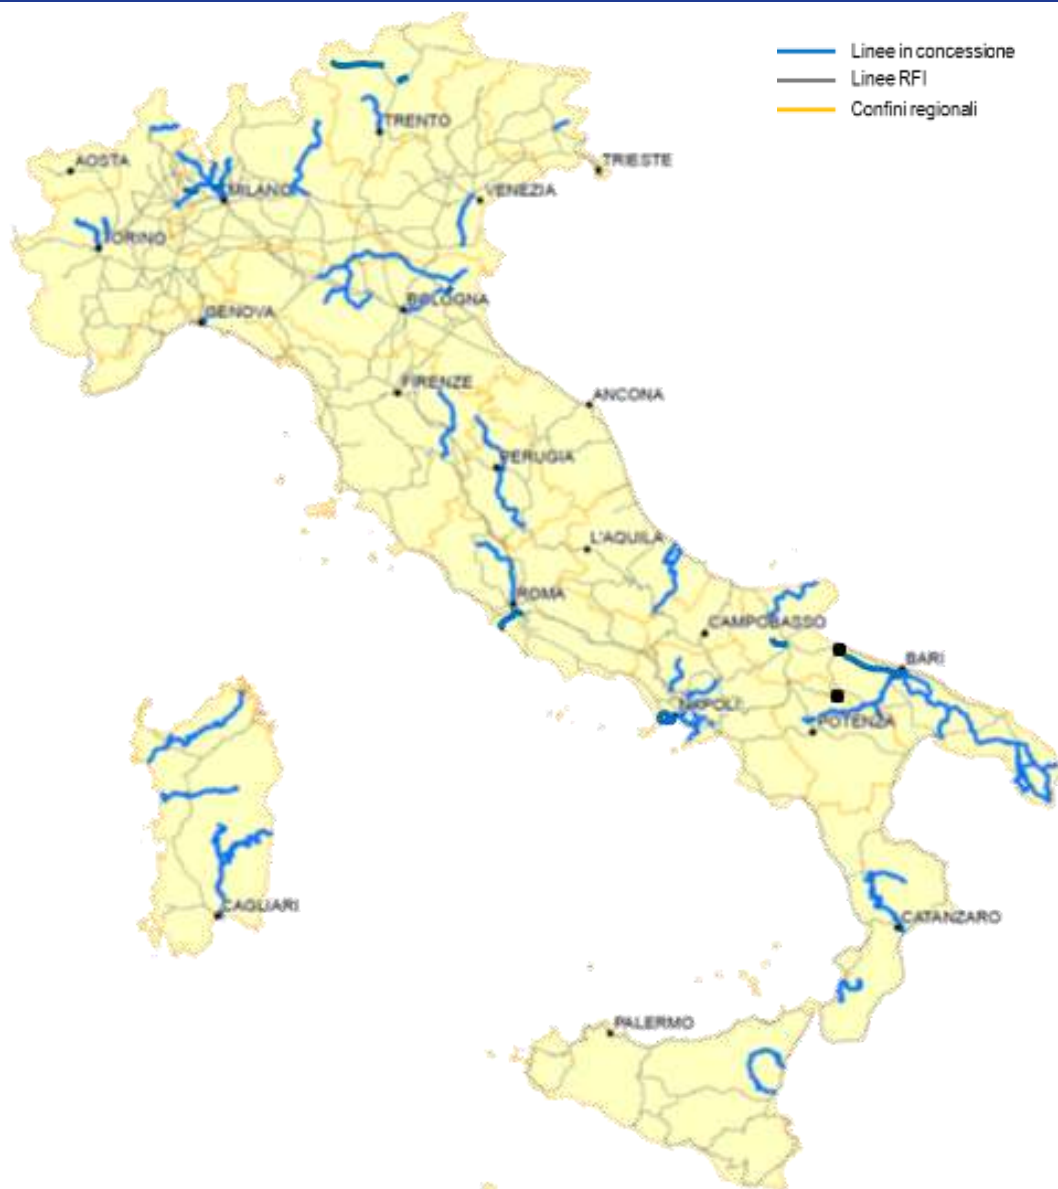 Linee in concessione
Linee RFI
Confini regionali
TRENTO
AOSTA
TRIESTE
MILANO
VENEZIA
TORINO
GENOVA
BOLOGNA
FIRENZE
ANCONA
PERUGIA
L'AQUILA
ROMA
CAMPOBASSO
BARI
NAPOLI
POTENZA
CAGLIARI
CATANZARO
PALERMO